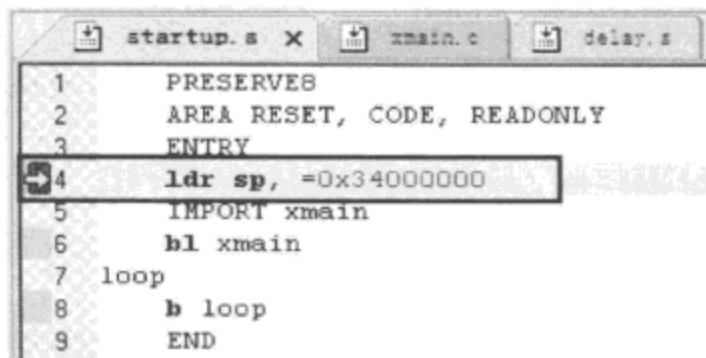 startup.s xmain.c delay.s
1 PRESERVE8
2 AREA RESET, CODE, READONLY
3 ENTRY
4 ldr sp, =0x34000000
5 IMPORT xmain
6 bl xmain
7 loop
8 b loop
9 END